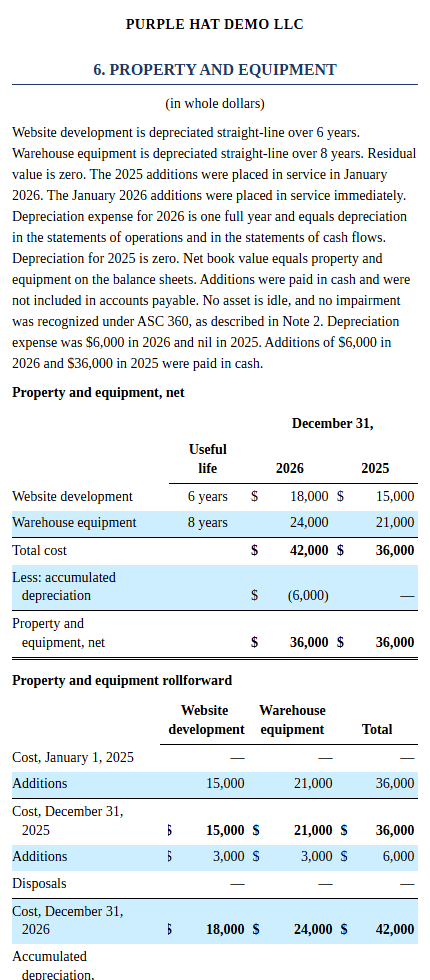 PURPLE HAT DEMO LLC
6. PROPERTY AND EQUIPMENT
(in whole dollars)
Website development is depreciated straight-line over 6 years.
Warehouse equipment is depreciated straight-line over 8 years. Residual
value is zero. The 2025 additions were placed in service in January
2026. The January 2026 additions were placed in service immediately.
Depreciation expense for 2026 is one full year and equals depreciation
in the statements of operations and in the statements of cash flows.
Depreciation for 2025 is zero. Net book value equals property and
equipment on the balance sheets. Additions were paid in cash and were
not included in accounts payable. No asset is idle, and no impairment
was recognized under ASC 360, as described in Note 2. Depreciation
expense was $6,000 in 2026 and nil in 2025. Additions of $6,000 in
2026 and $36,000 in 2025 were paid in cash.
Property and equipment, net
December 31,
Useful
life 2026 2025
Website development 6 years $ 18,000 $ 15,000
Warehouse equipment 8 years 24,000 21,000
Total cost $ 42,000 $ 36,000
Less: accumulated
depreciation $ (6,000) —
Property and
equipment, net $ 36,000 $ 36,000
Property and equipment rollforward
Website Warehouse
development equipment Total
Cost, January 1, 2025 — — —
Additions 15,000 21,000 36,000
Cost, December 31,
2025 $ 15,000 $ 21,000 $ 36,000
Additions $ 3,000 $ 3,000 $ 6,000
Disposals — — —
Cost, December 31,
2026 $ 18,000 $ 24,000 $ 42,000
Accumulated
depreciation,